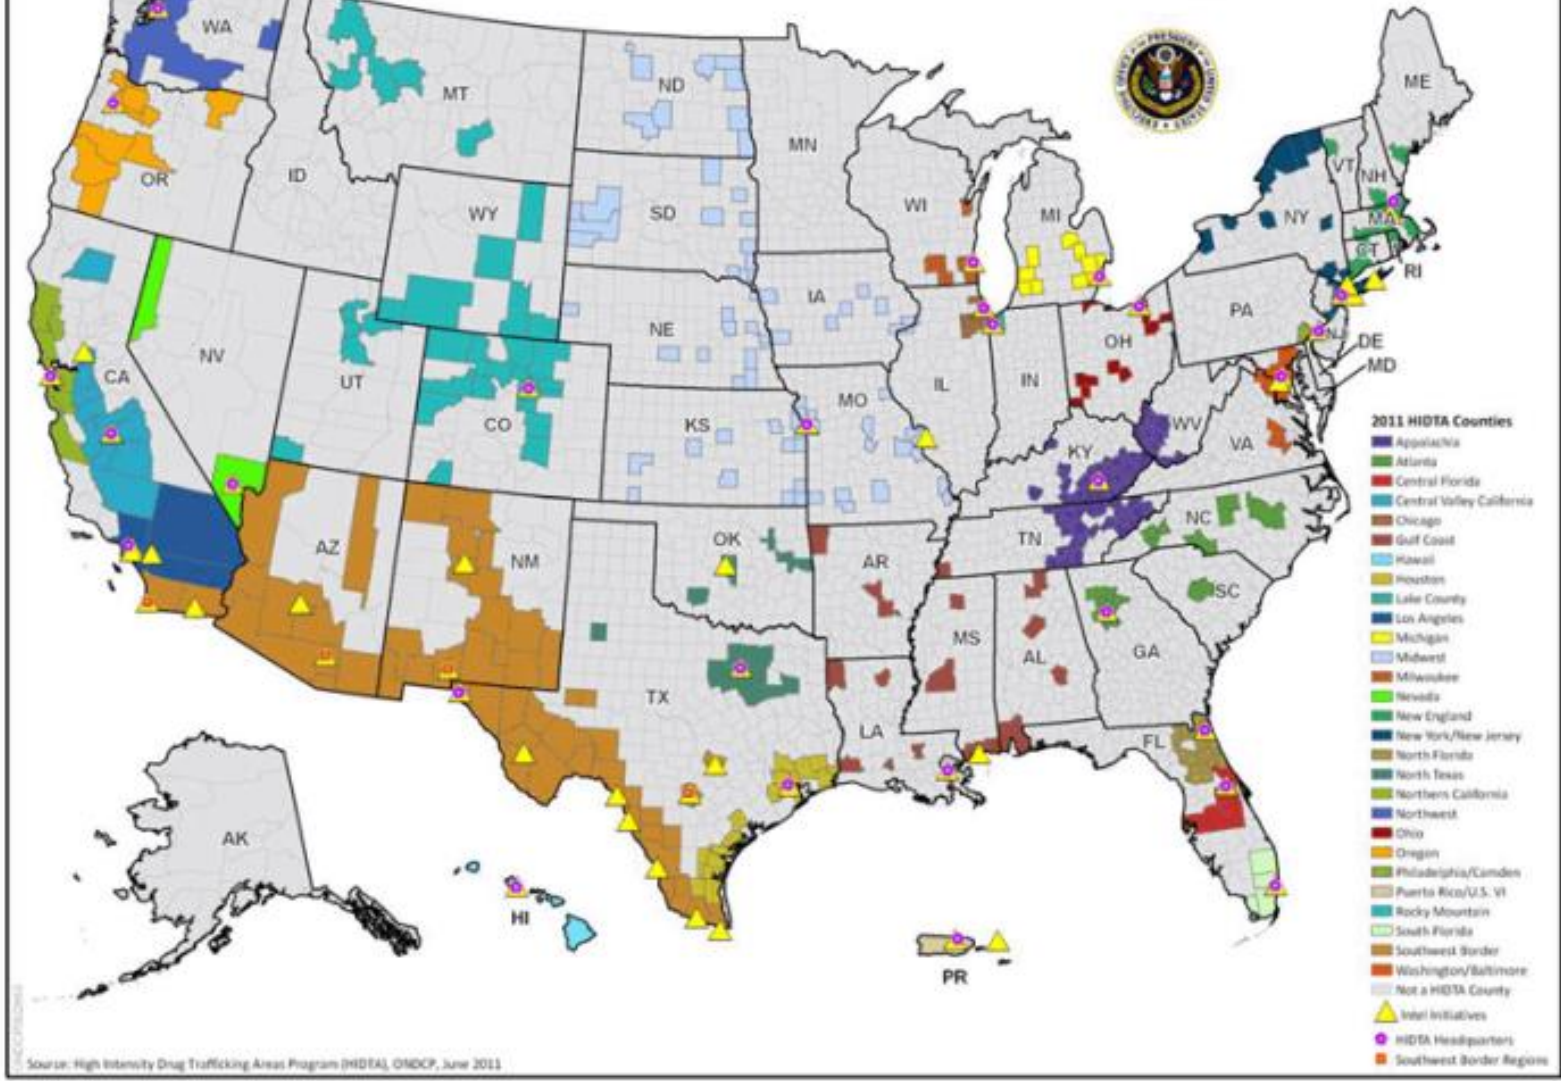 WA
MT
ND
MN
ME
OR
ID
WY
SD
WI
MI
VT
NH
NY
MA
CT
RI
IA
NE
PA
NJ
OH
DE
MD
NV
UT
CA
CO
KS
MO
IL
IN
WV
KY
VA
AZ
NM
OK
AR
TN
NC
SC
MS
AL
GA
TX
LA
FL
AK
HI
PR
2011 HIDTA Counties
Appalachia
Atlanta
Central Florida
Central Valley California
Chicago
Gulf Coast
Hawaii
Houston
Lake County
Los Angeles
Michigan
Midwest
Milwaukee
Nevada
New England
New York/New Jersey
North Florida
North Texas
Northern California
Northwest
Ohio
Oregon
Philadelphia/Camden
Puerto Rico/U.S. VI
Rocky Mountain
South Florida
Southwest Border
Washington/Baltimore
Not a HIDTA County
Intel Initiatives
HIDTA Headquarters
Southwest Border Regions
Source: High Intensity Drug Trafficking Areas Program (HIDTA), ONDCP, June 2011